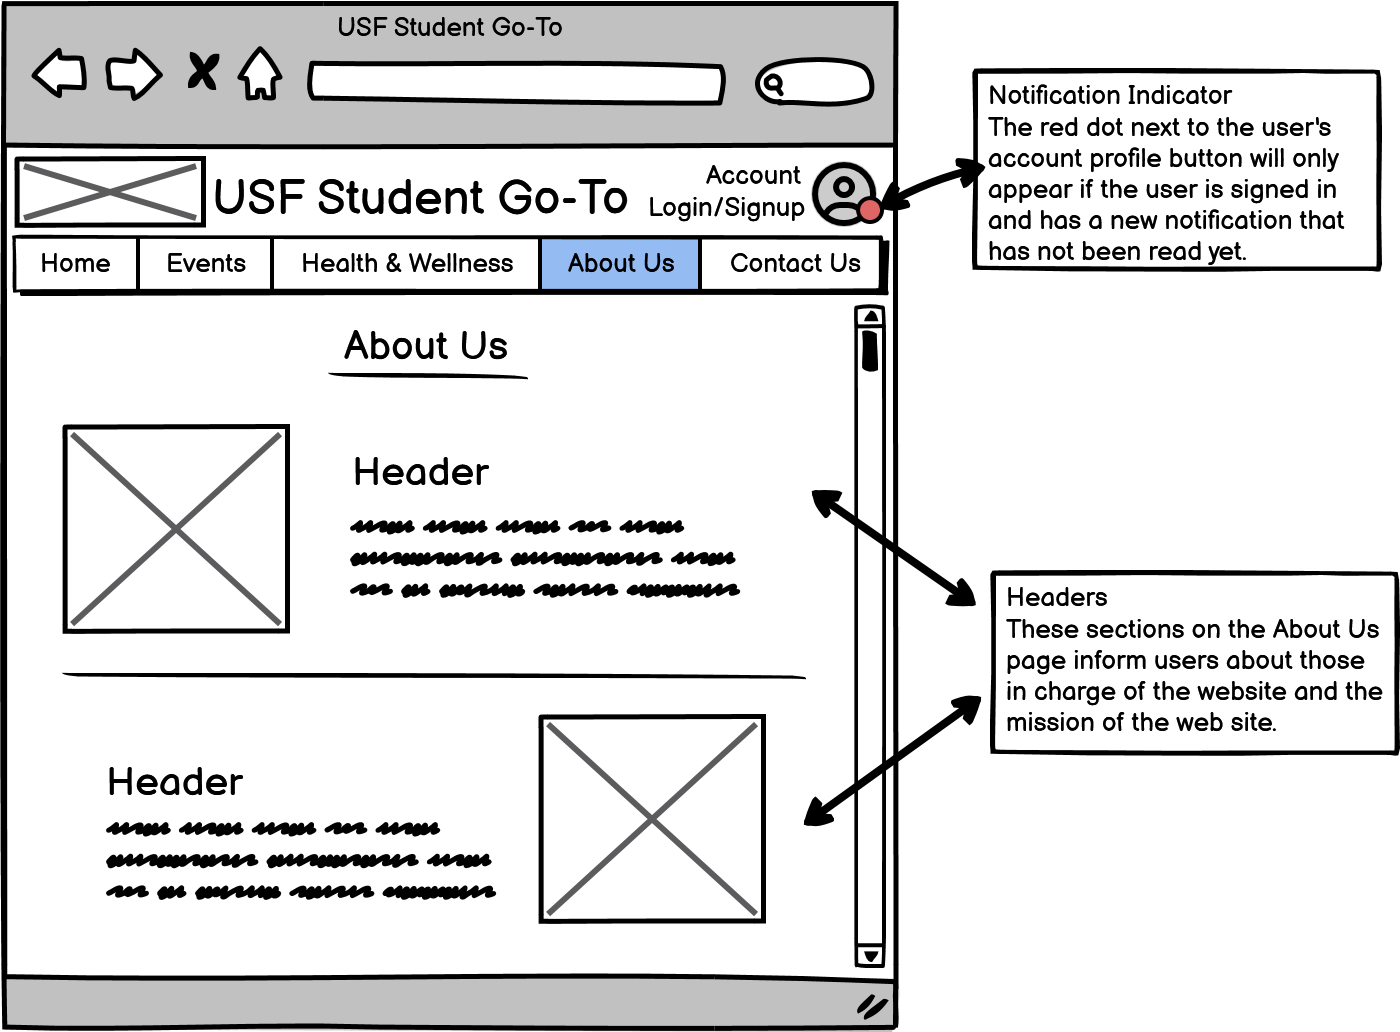 USF Student Go-To
USF Student Go-To
Account
Login/Signup
Home
Events
Health & Wellness
About Us
Contact Us
About Us
Header
Header
Notification Indicator
The red dot next to the user's
account profile button will only
appear if the user is signed in
and has a new notification that
has not been read yet.
Headers
These sections on the About Us
page inform users about those
in charge of the website and the
mission of the web site.